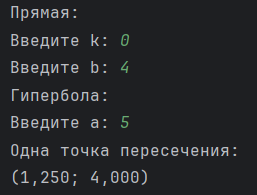 Прямая:
Введите k: 0
Введите b: 4
Гипербола:
Введите a: 5
Одна точка пересечения:
(1,250; 4,000)